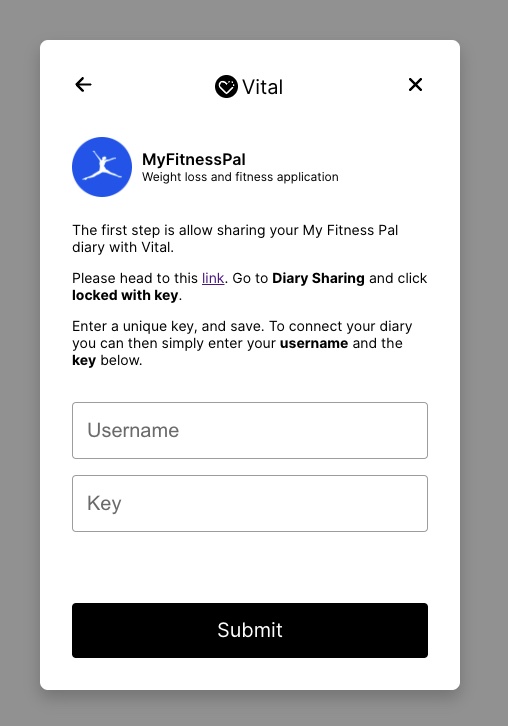 Vital
MyFitnessPal
Weight loss and fitness application
The first step is allow sharing your My Fitness Pal
diary with Vital.
Please head to this link. Go to Diary Sharing and click
locked with key.
Enter a unique key, and save. To connect your diary
you can then simply enter your username and the
key below.
Username
Key
Submit